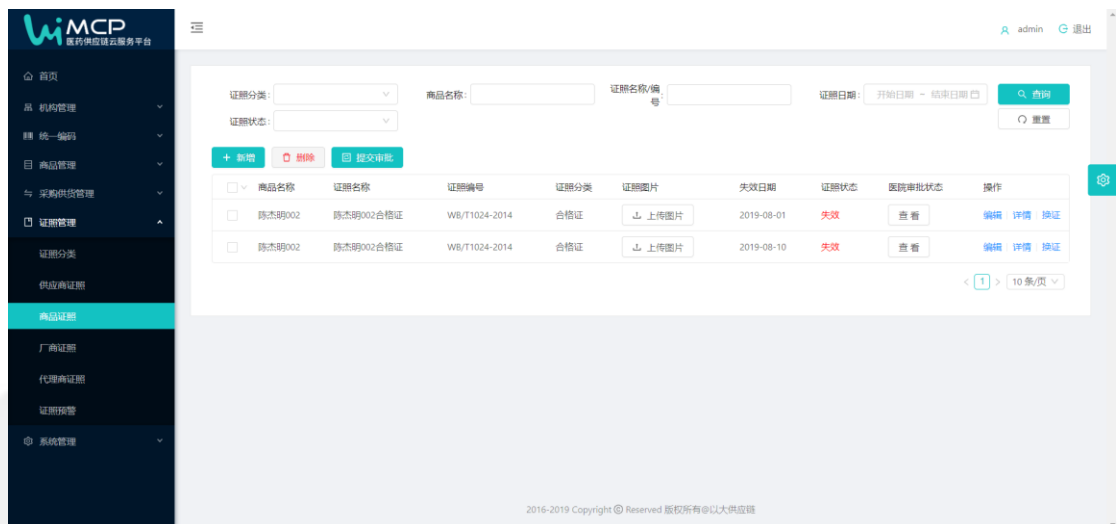 MCP
医药供应链云服务平台
admin 退出
首页
机构管理
统一编码
商品管理
采购供货管理
证照管理
证照分类
供应商证照
商品证照
厂商证照
代理商证照
证照预警
系统管理
证照分类: 商品名称: 证照名称/编号: 证照日期: 开始日期 ~ 结束日期 查询
证照状态: 重置
+ 新增 删除 提交审批
商品名称 证照名称 证照编号 证照分类 证照图片 失效日期 证照状态 医院审批状态 操作
陈杰明002 陈杰明002合格证 WB/T1024-2014 合格证 上传图片 2019-08-01 失效 查看 编辑 详情 换证
陈杰明002 陈杰明002合格证 WB/T1024-2014 合格证 上传图片 2019-08-10 失效 查看 编辑 详情 换证
< 1 > 10 条/页
2016-2019 Copyright © Reserved 版权所有@以大供应链